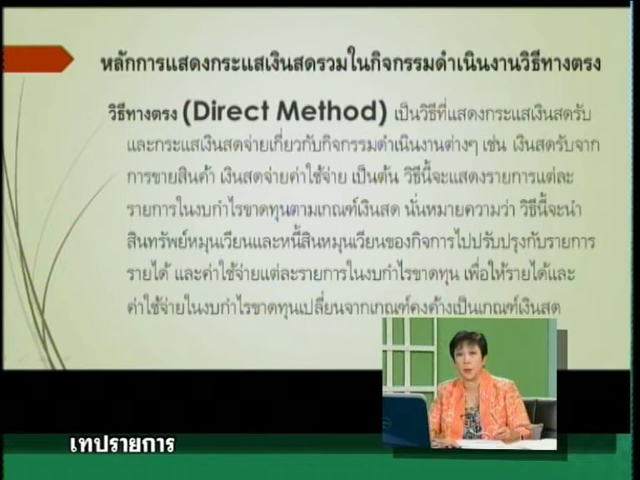 หลักการแสดงกระแสเงินสดรวมในกิจกรรมดำเนินงานวิธีทางตรง
วิธีทางตรง (Direct Method) เป็นวิธีที่แสดงกระแสเงินสดรับ
และกระแสเงินสดจ่ายเกี่ยวกับกิจกรรมดำเนินงานต่างๆ เช่น เงินสดรับจาก
การขายสินค้า เงินสดจ่ายค่าใช้จ่าย เป็นต้น วิธีนี้จะแสดงรายการแต่ละ
รายการในงบกำไรขาดทุนตามเกณฑ์เงินสด นั่นหมายความว่า วิธีนี้จะนำ
สินทรัพย์หมุนเวียนและหนี้สินหมุนเวียนของกิจการไปปรับปรุงกับรายการ
รายได้ และค่าใช้จ่ายแต่ละรายการในงบกำไรขาดทุน เพื่อให้รายได้และ
ค่าใช้จ่ายในงบกำไรขาดทุนเปลี่ยนจากเกณฑ์คงค้างเป็นเกณฑ์เงินสด
เทปรายการ